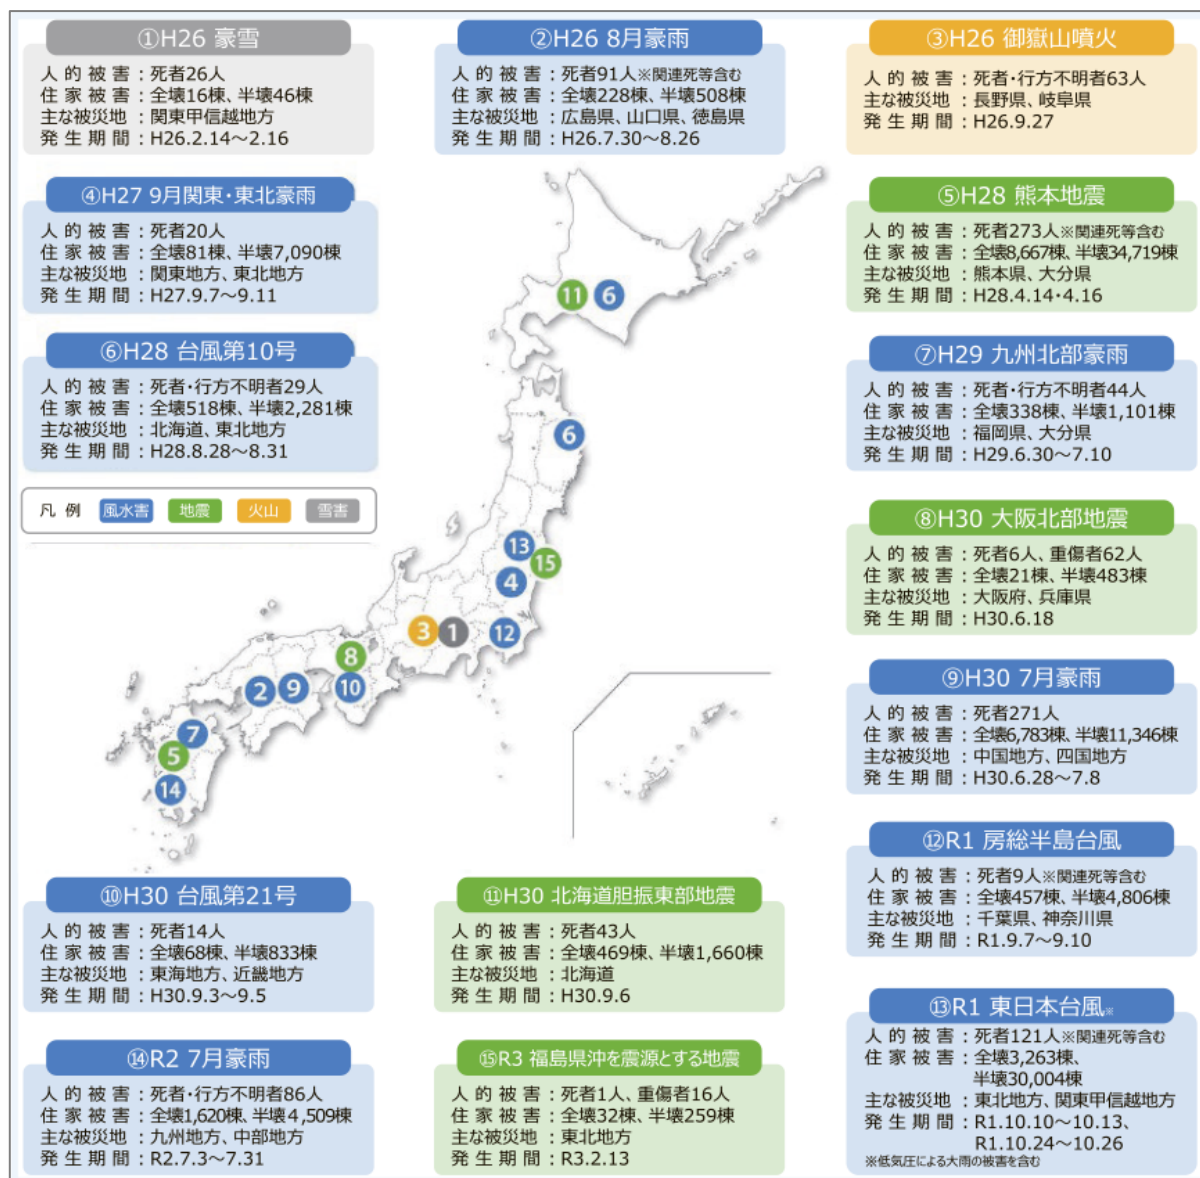 ①H26 豪雪
人的被害：死者26人
住家被害：全壊16棟、半壊46棟
主な被災地：関東甲信越地方
発生期間：H26.2.14～2.16
②H26 8月豪雨
人的被害：死者91人※関連死等含む
住家被害：全壊228棟、半壊508棟
主な被災地：広島県、山口県、徳島県
発生期間：H26.7.30～8.26
③H26 御嶽山噴火
人的被害：死者・行方不明者63人
主な被災地：長野県、岐阜県
発生期間：H26.9.27
④H27 9月関東・東北豪雨
人的被害：死者20人
住家被害：全壊81棟、半壊7,090棟
主な被災地：関東地方、東北地方
発生期間：H27.9.7～9.11
⑤H28 熊本地震
人的被害：死者273人※関連死等含む
住家被害：全壊8,667棟、半壊34,719棟
主な被災地：熊本県、大分県
発生期間：H28.4.14・4.16
⑥H28 台風第10号
人的被害：死者・行方不明者29人
住家被害：全壊518棟、半壊2,281棟
主な被災地：北海道、東北地方
発生期間：H28.8.28～8.31
⑦H29 九州北部豪雨
人的被害：死者・行方不明者44人
住家被害：全壊338棟、半壊1,101棟
主な被災地：福岡県、大分県
発生期間：H29.6.30～7.10
凡例 風水害 地震 火山 雪害
⑧H30 大阪北部地震
人的被害：死者6人、重傷者62人
住家被害：全壊21棟、半壊483棟
主な被災地：大阪府、兵庫県
発生期間：H30.6.18
11 6
6
13
15
4
3 1 12
8
2 9 10
7
5
14
⑨H30 7月豪雨
人的被害：死者271人
住家被害：全壊6,783棟、半壊11,346棟
主な被災地：中国地方、四国地方
発生期間：H30.6.28～7.8
⑩H30 台風第21号
人的被害：死者14人
住家被害：全壊68棟、半壊833棟
主な被災地：東海地方、近畿地方
発生期間：H30.9.3～9.5
⑪H30 北海道胆振東部地震
人的被害：死者43人
住家被害：全壊469棟、半壊1,660棟
主な被災地：北海道
発生期間：H30.9.6
⑫R1 房総半島台風
人的被害：死者9人※関連死等含む
住家被害：全壊457棟、半壊4,806棟
主な被災地：千葉県、神奈川県
発生期間：R1.9.7～9.10
⑬R1 東日本台風※
人的被害：死者121人※関連死等含む
住家被害：全壊3,263棟、
半壊30,004棟
主な被災地：東北地方、関東甲信越地方
発生期間：R1.10.10～10.13、
R1.10.24～10.26
※低気圧による大雨の被害を含む
⑭R2 7月豪雨
人的被害：死者・行方不明者86人
住家被害：全壊1,620棟、半壊4,509棟
主な被災地：九州地方、中部地方
発生期間：R2.7.3～7.31
⑮R3 福島県沖を震源とする地震
人的被害：死者1人、重傷者16人
住家被害：全壊32棟、半壊259棟
主な被災地：東北地方
発生期間：R3.2.13